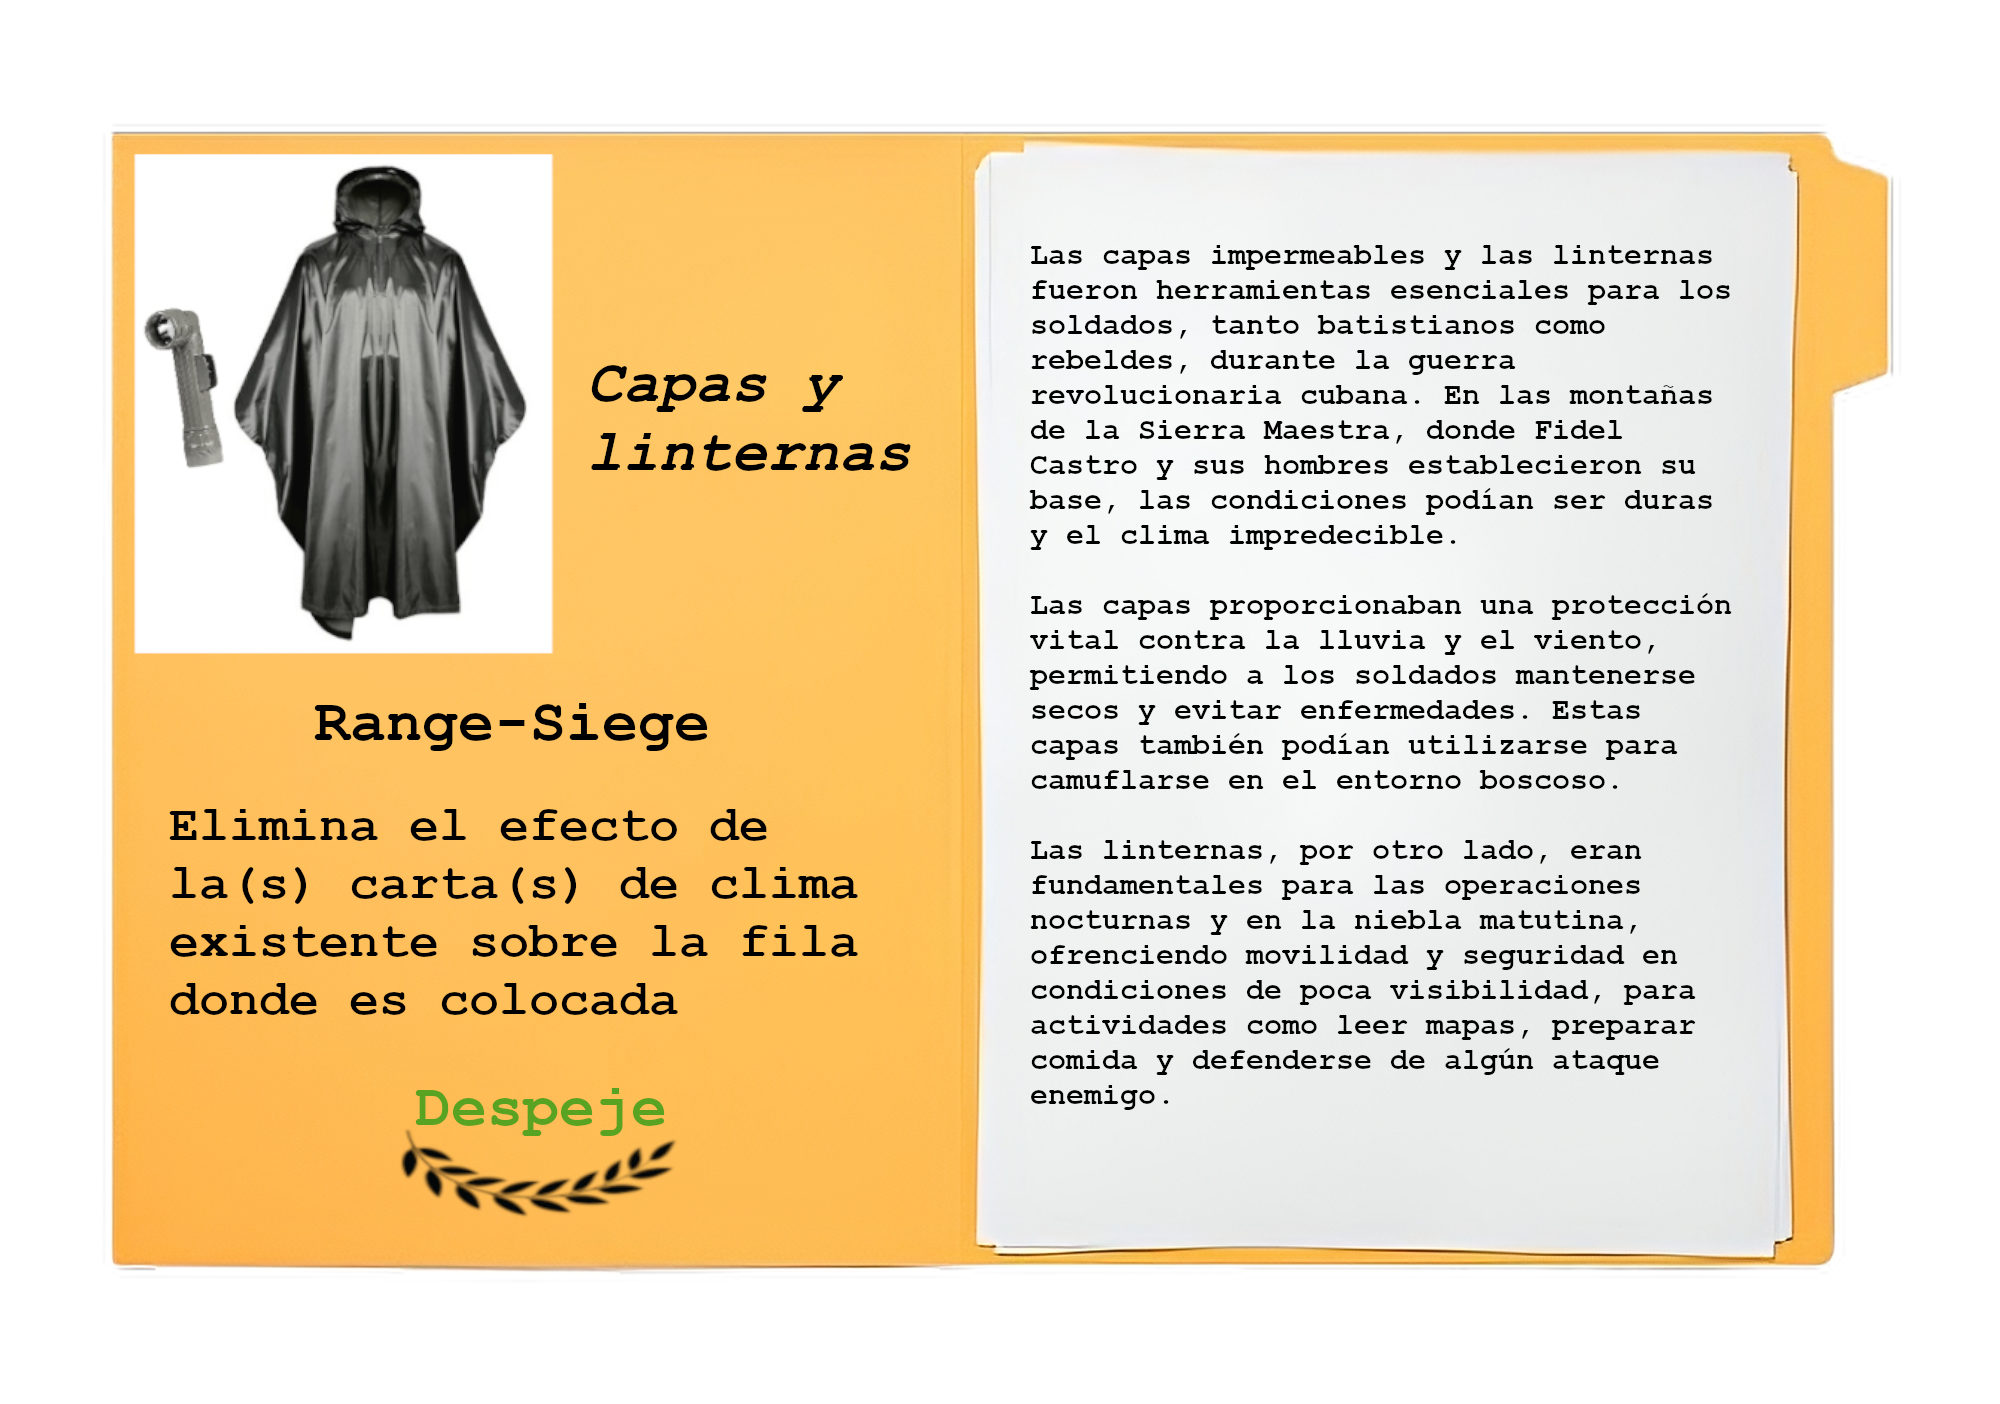 Capas y
linternas
Range-Siege
Elimina el efecto de
la(s) carta(s) de clima
existente sobre la fila
donde es colocada
Despeje
Las capas impermeables y las linternas
fueron herramientas esenciales para los
soldados, tanto batistianos como
rebeldes, durante la guerra
revolucionaria cubana. En las montañas
de la Sierra Maestra, donde Fidel
Castro y sus hombres establecieron su
base, las condiciones podían ser duras
y el clima impredecible.
Las capas proporcionaban una protección
vital contra la lluvia y el viento,
permitiendo a los soldados mantenerse
secos y evitar enfermedades. Estas
capas también podían utilizarse para
camuflarse en el entorno boscoso.
Las linternas, por otro lado, eran
fundamentales para las operaciones
nocturnas y en la niebla matutina,
ofrenciendo movilidad y seguridad en
condiciones de poca visibilidad, para
actividades como leer mapas, preparar
comida y defenderse de algún ataque
enemigo.